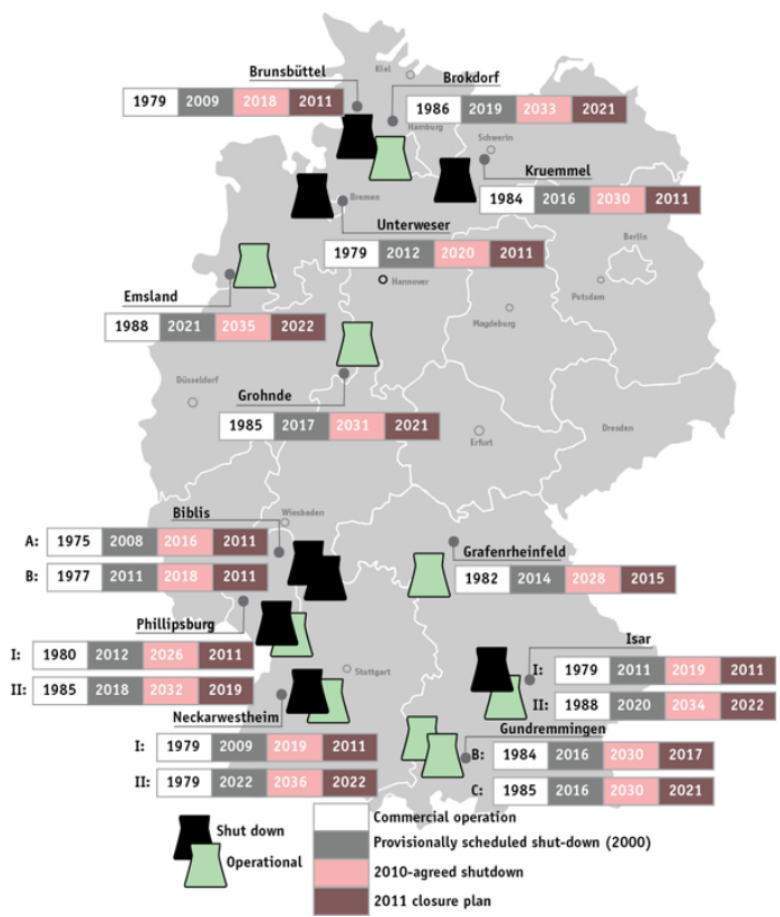 Kiel
Brunsbüttel
1979 2009 2018 2011
Brokdorf
1986 2019 2033 2021
Hamburg
Schwerin
Kruemmel
1984 2016 2030 2011
Bremen
Unterweser
1979 2012 2020 2011
Berlin
Hannover
Potsdam
Emsland
1988 2021 2035 2022
Magdeburg
Düsseldorf
Grohnde
1985 2017 2031 2021
Erfurt
Dresden
Wiesbaden
Biblis
A: 1975 2008 2016 2011
B: 1977 2011 2018 2011
Grafenrheinfeld
1982 2014 2028 2015
Phillipsburg
I: 1980 2012 2026 2011
II: 1985 2018 2032 2019
Isar
I: 1979 2011 2019 2011
II: 1988 2020 2034 2022
Stuttgart
Neckarwestheim
I: 1979 2009 2019 2011
II: 1979 2022 2036 2022
Gundremmingen
B: 1984 2016 2030 2017
C: 1985 2016 2030 2021
Shut down
Operational
Commercial operation
Provisionally scheduled shut-down (2000)
2010-agreed shutdown
2011 closure plan